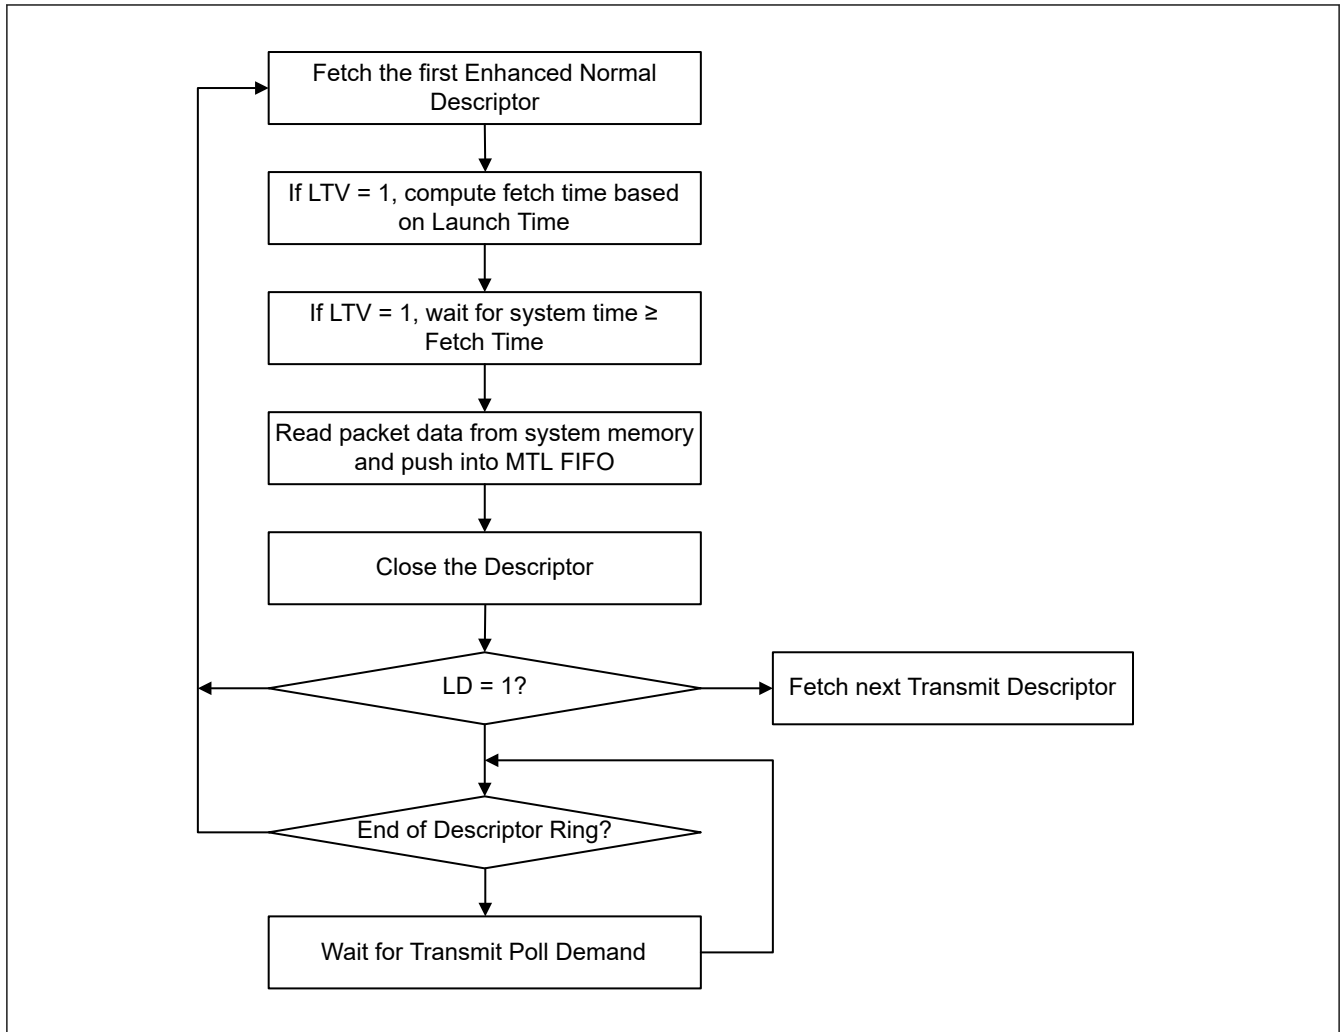 Fetch the first Enhanced Normal
Descriptor
If LTV = 1, compute fetch time based
on Launch Time
If LTV = 1, wait for system time ≥
Fetch Time
Read packet data from system memory
and push into MTL FIFO
Close the Descriptor
LD = 1?
Fetch next Transmit Descriptor
End of Descriptor Ring?
Wait for Transmit Poll Demand